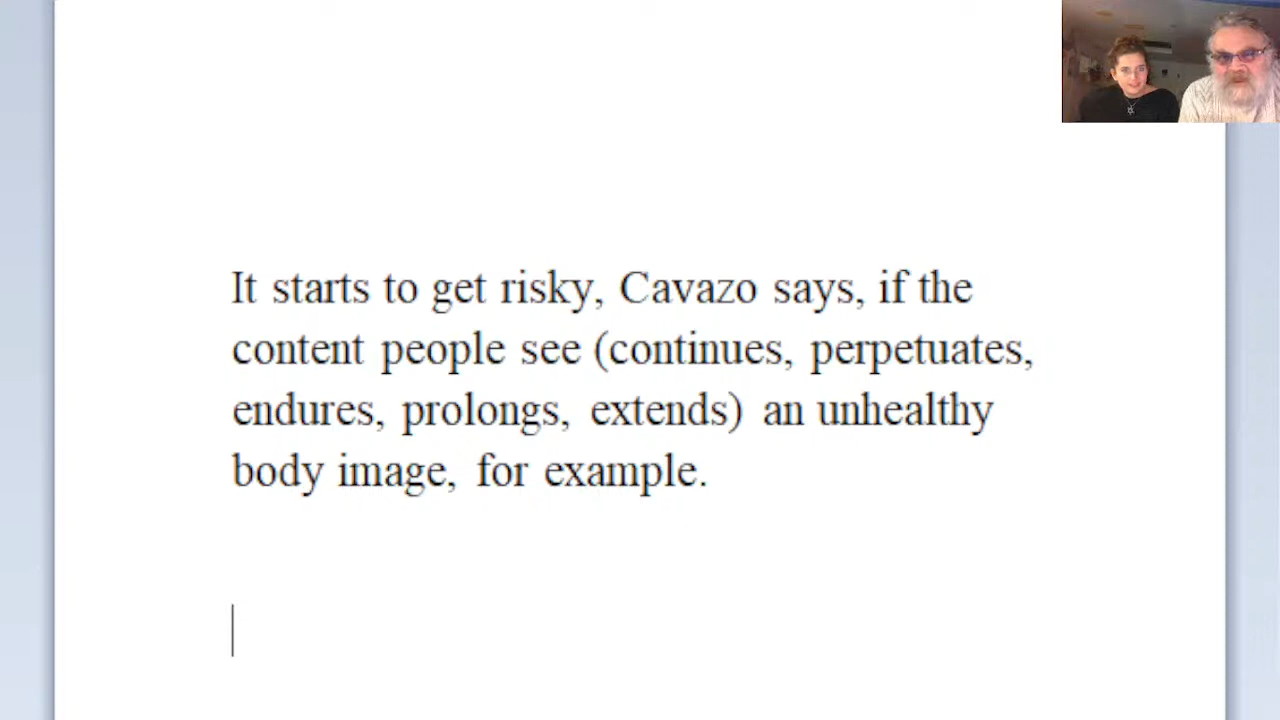 It starts to get risky, Cavazo says, if the
content people see (continues, perpetuates,
endures, prolongs, extends) an unhealthy
body image, for example.